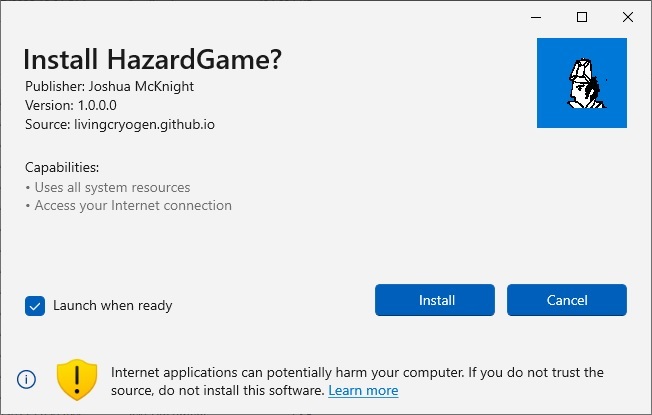 Install HazardGame?
Publisher: Joshua McKnight
Version: 1.0.0.0
Source: livingcryogen.github.io
Capabilities:
• Uses all system resources
• Access your Internet connection
Launch when ready
Install
Cancel
Internet applications can potentially harm your computer. If you do not trust the
source, do not install this software. Learn more